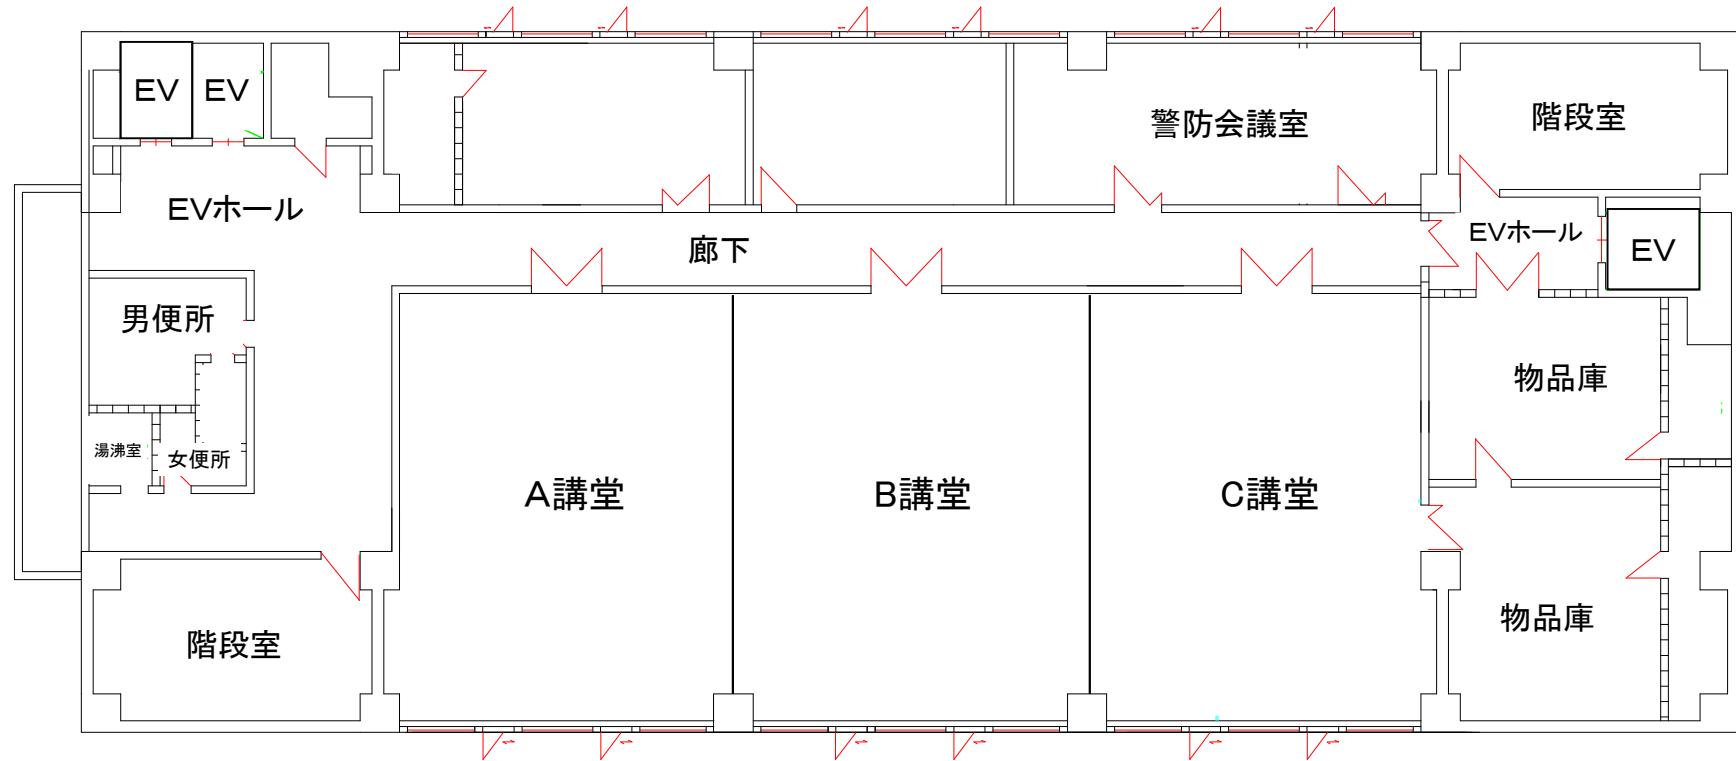 EV
EV
警防会議室
階段室
EVホール
廊下
EVホール
EV
男便所
物品庫
湯沸室
女便所
A講堂
B講堂
C講堂
階段室
物品庫